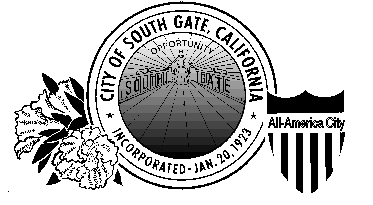 CITY OF SOUTH GATE, CALIFORNIA
OPPORTUNITY
SOUTH GATE
INCORPORATED - JAN. 20, 1923
All-America City